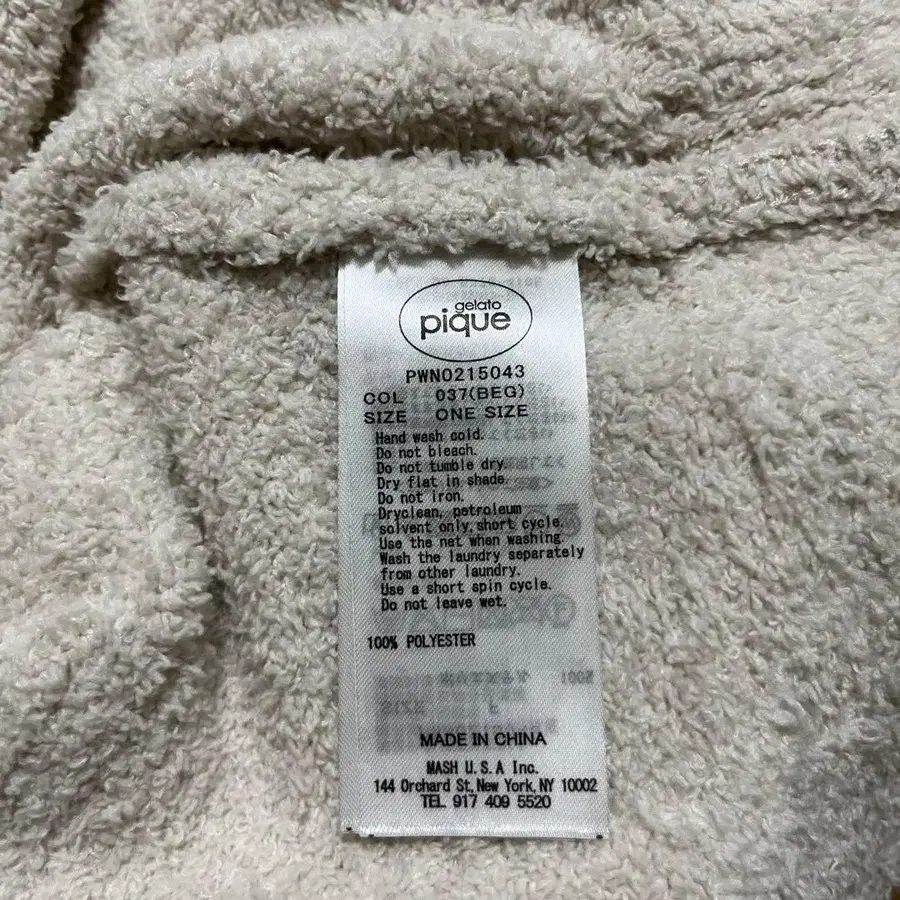 gelato
pique
PWNO215043
COL 037(BEG)
SIZE ONE SIZE
Hand wash cold.
Do not bleach.
Do not tumble dry.
Dry flat in shade.
Do not iron.
Dryclean, petroleum
solvent only, short cycle.
Use the net when washing.
Wash the laundry separately
from other laundry.
Use a short spin cycle.
Do not leave wet.
100% POLYESTER
MADE IN CHINA
MASH U.S.A Inc.
144 Orchard St, New York, NY 10002
TEL 917 409 5520